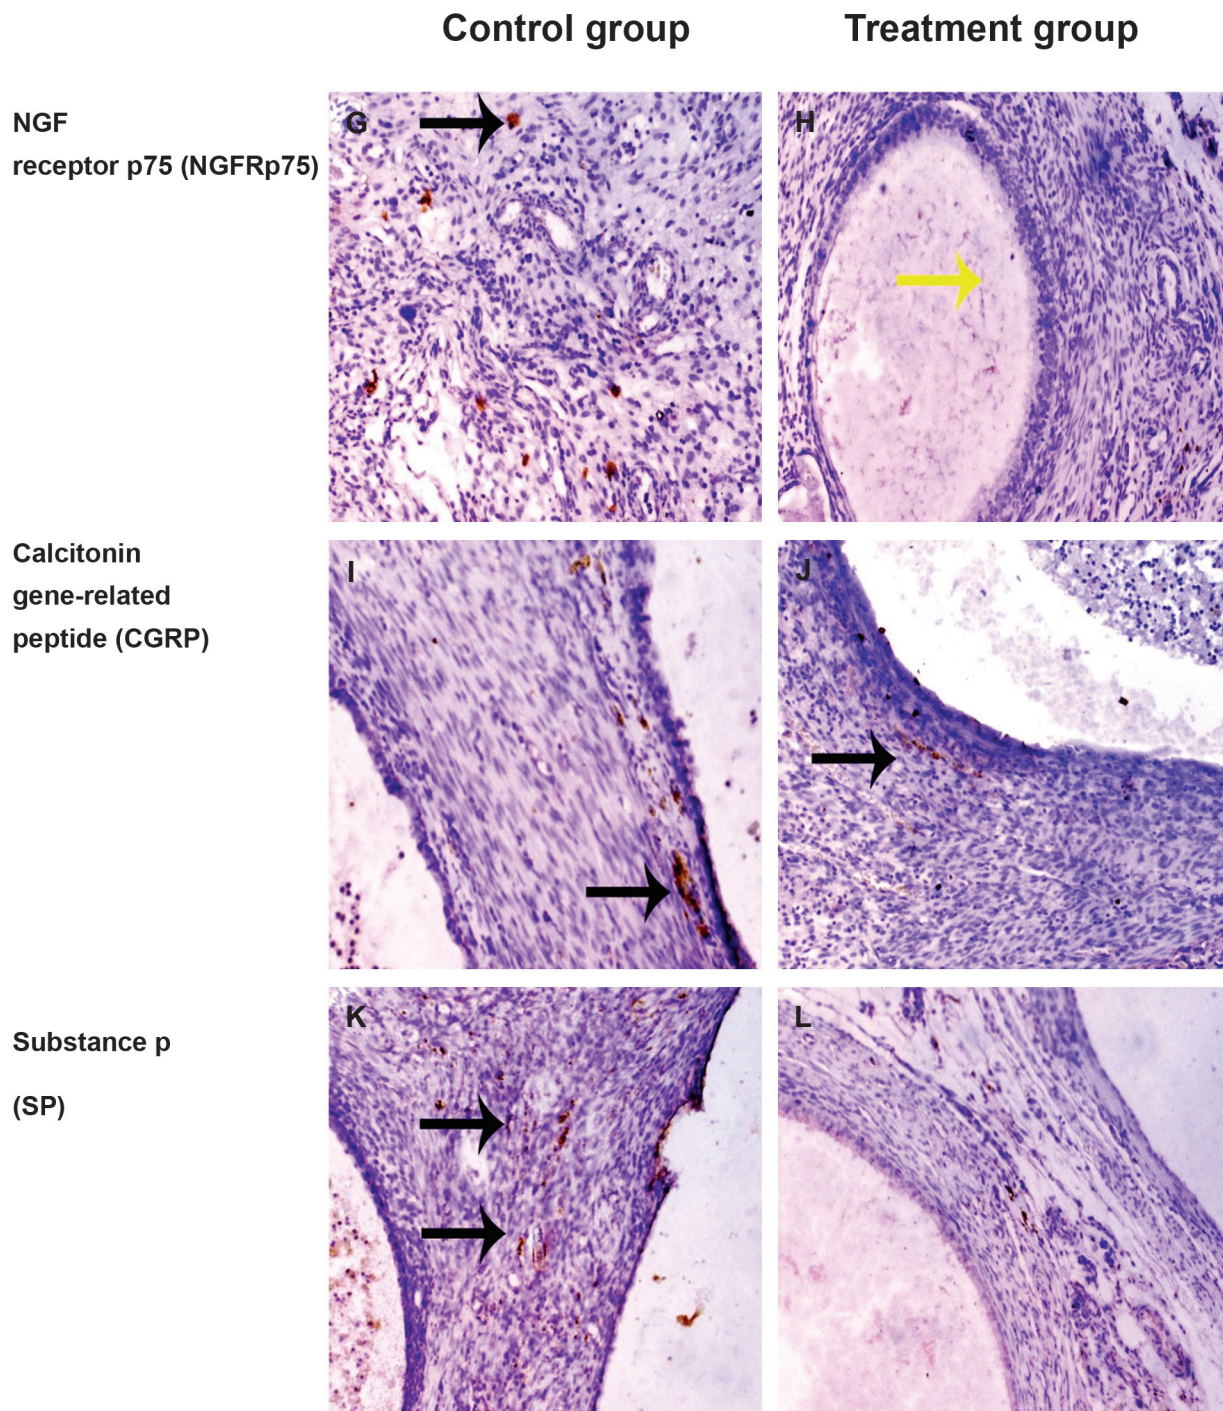 Control group
Treatment group
NGF
receptor p75 (NGFRp75)
G
H
Calcitonin
gene-related
peptide (CGRP)
I
J
Substance p
(SP)
K
L